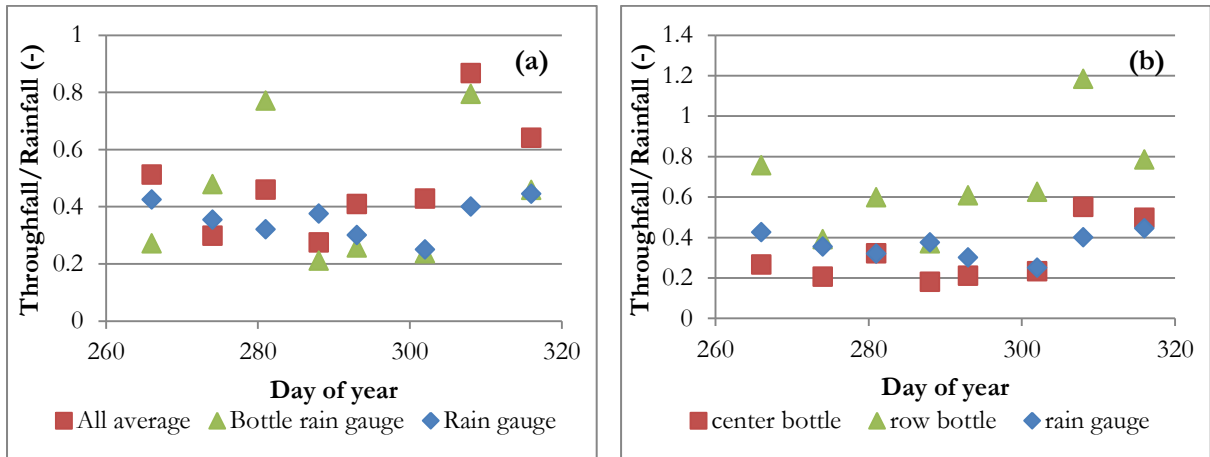 Throughfall/Rainfall (-)
1
0.8
0.6
0.4
0.2
0
(a)
260 280 300 320
Day of year
All average Bottle rain gauge Rain gauge
Throughfall/Rainfall (-)
1.4
1.2
1
0.8
0.6
0.4
0.2
0
(b)
260 280 300 320
Day of year
center bottle row bottle rain gauge